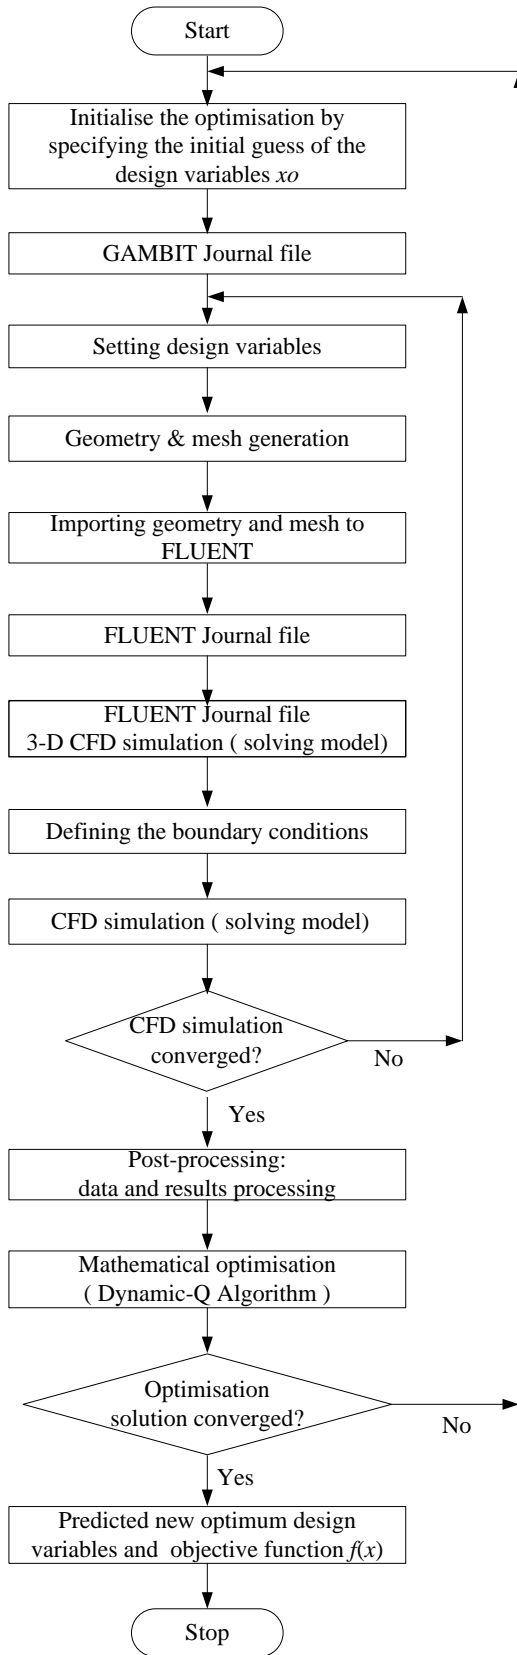 Start
Initialise the optimisation by
specifying the initial guess of the
design variables xo
GAMBIT Journal file
Setting design variables
Geometry & mesh generation
Importing geometry and mesh to
FLUENT
FLUENT Journal file
FLUENT Journal file
3-D CFD simulation ( solving model)
Defining the boundary conditions
CFD simulation ( solving model)
CFD simulation
converged?
No
Yes
Post-processing:
data and results processing
Mathematical optimisation
( Dynamic-Q Algorithm )
Optimisation
solution converged?
No
Yes
Predicted new optimum design
variables and objective function f(x)
Stop